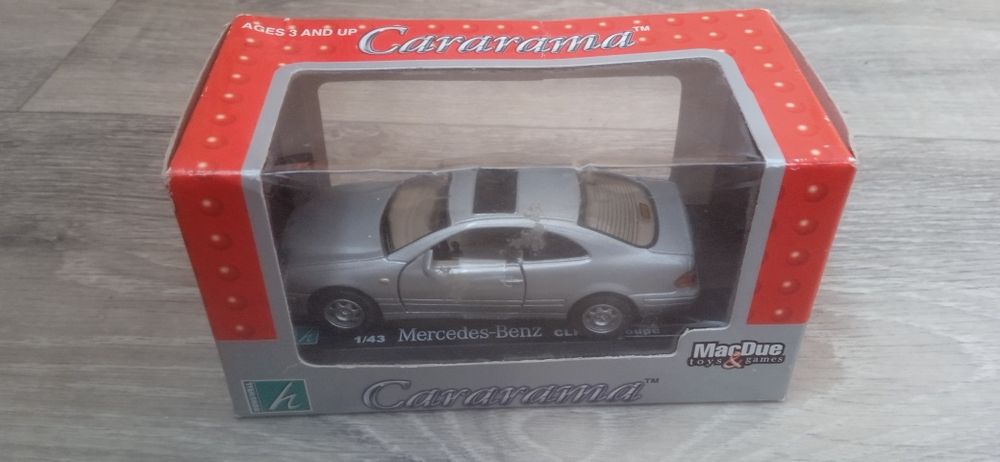 AGES 3 AND UP Cararama™
1/43 Mercedes-Benz
MacDue
toys & games
h Cararama™